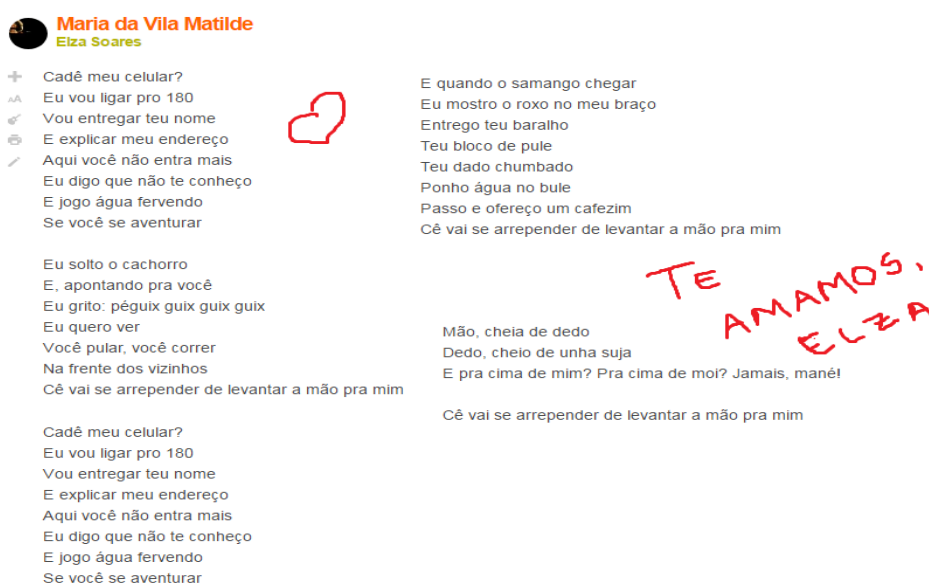 Maria da Vila Matilde
Elza Soares
Cadê meu celular?
Eu vou ligar pro 180
Vou entregar teu nome
E explicar meu endereço
Aqui você não entra mais
Eu digo que não te conheço
E jogo água fervendo
Se você se aventurar
Eu solto o cachorro
E, apontando pra você
Eu grito: péguix guix guix guix
Eu quero ver
Você pular, você correr
Na frente dos vizinhos
Cê vai se arrepender de levantar a mão pra mim
Cadê meu celular?
Eu vou ligar pro 180
Vou entregar teu nome
E explicar meu endereço
Aqui você não entra mais
Eu digo que não te conheço
E jogo água fervendo
Se você se aventurar
E quando o samango chegar
Eu mostro o roxo no meu braço
Entrego teu baralho
Teu bloco de pule
Teu dado chumbado
Ponho água no bule
Passo e ofereço um cafezim
Cê vai se arrepender de levantar a mão pra mim
TE
AMAMOS,
ELZA
Mão, cheia de dedo
Dedo, cheio de unha suja
E pra cima de mim? Pra cima de moi? Jamais, mané!
Cê vai se arrepender de levantar a mão pra mim